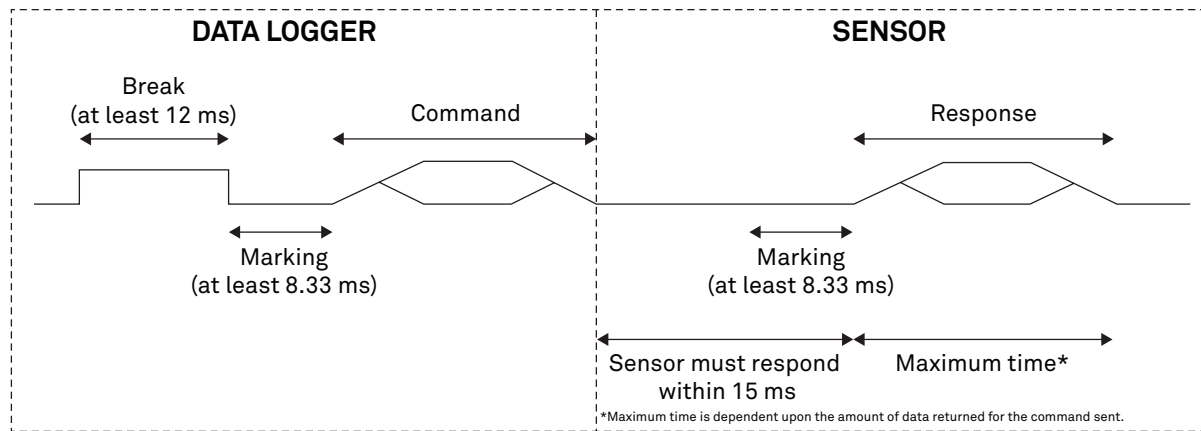 DATA LOGGER
SENSOR
Break
(at least 12 ms)
Command
Response
Marking
(at least 8.33 ms)
Marking
(at least 8.33 ms)
Sensor must respond
within 15 ms
Maximum time*
*Maximum time is dependent upon the amount of data returned for the command sent.